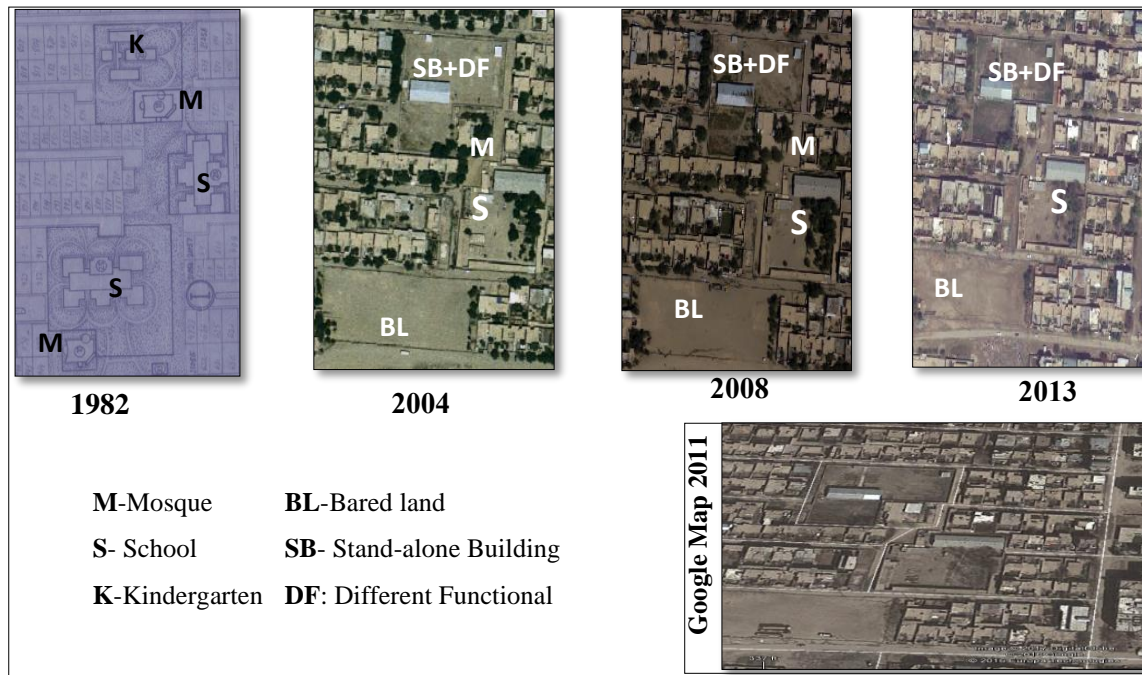 K
M
S
S
M
SB+DF
M
S
BL
SB+DF
M
S
BL
SB+DF
S
BL
1982
2004
2008
2013
Google Map 2011
M-Mosque BL-Bared land
S- School SB- Stand-alone Building
K-Kindergarten DF: Different Functional